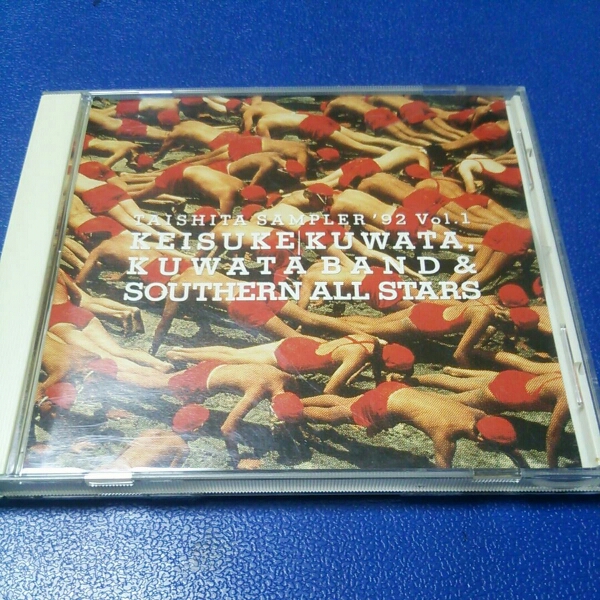 TAISHITA SAMPLER '92 Vol.1
KEISUKE KUWATA,
KUWATA BAND &
SOUTHERN ALL STARS